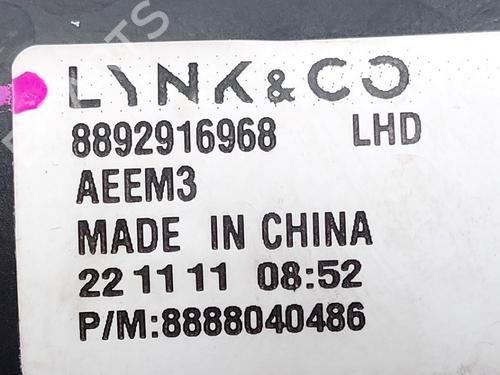 LYNK & CO
8892916968 LHD
AEEM3
MADE IN CHINA
22 11 11 08:52
P/M:8888040486